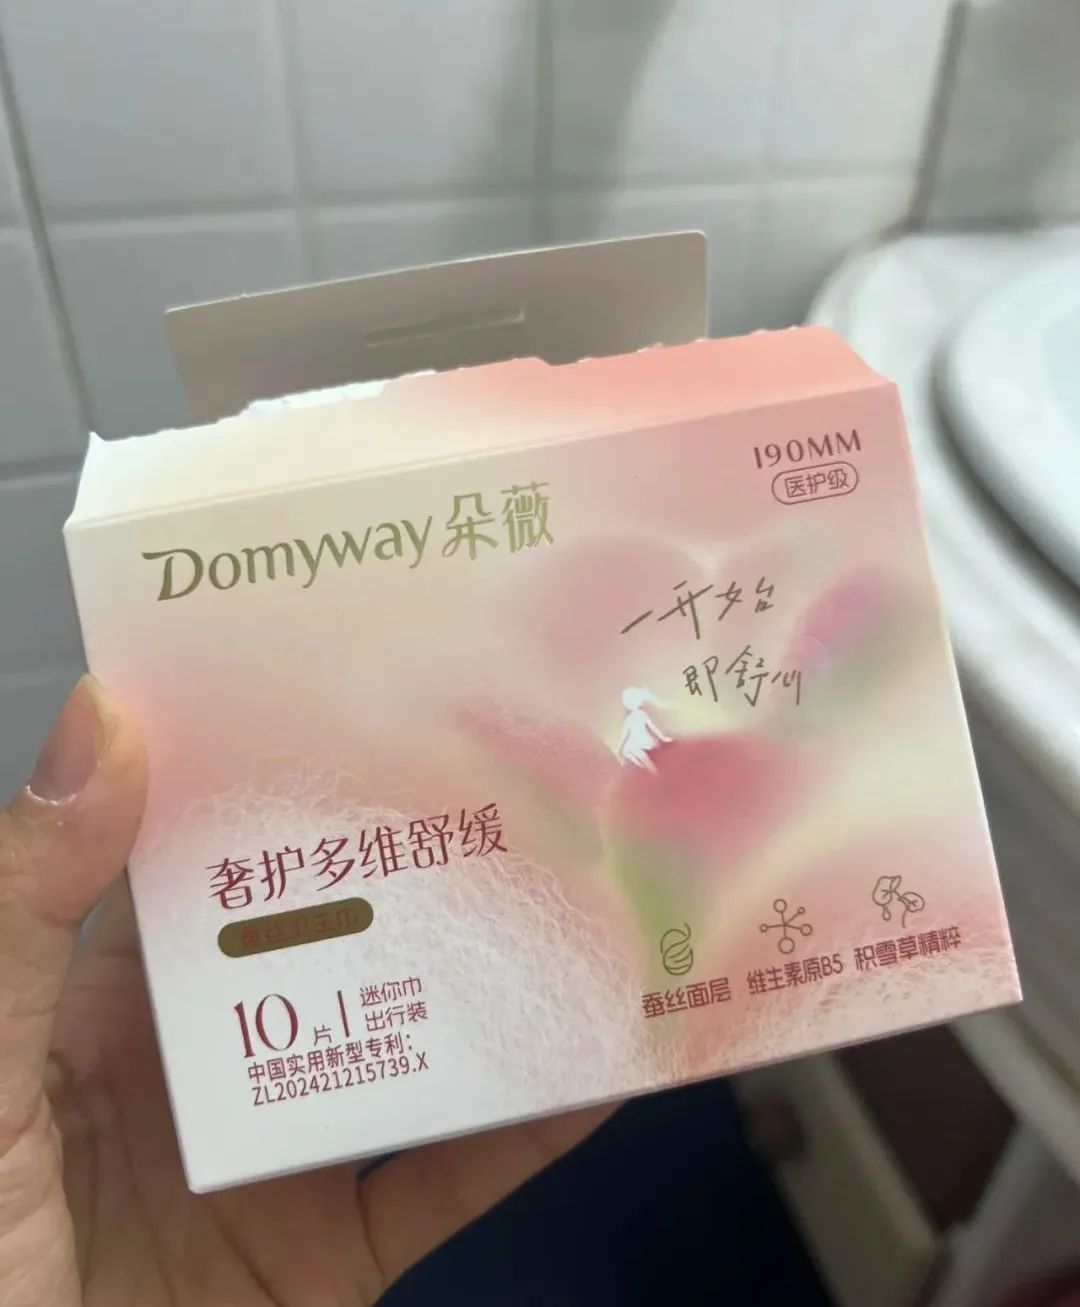 190MM
医护级
Domyway朵薇
一开始
即舒心
奢护多维舒缓
蚕丝卫生巾
10片
迷你巾
出行装
中国实用新型专利：
ZL202421215739.X
蚕丝面层
维生素原B5
积雪草精粹